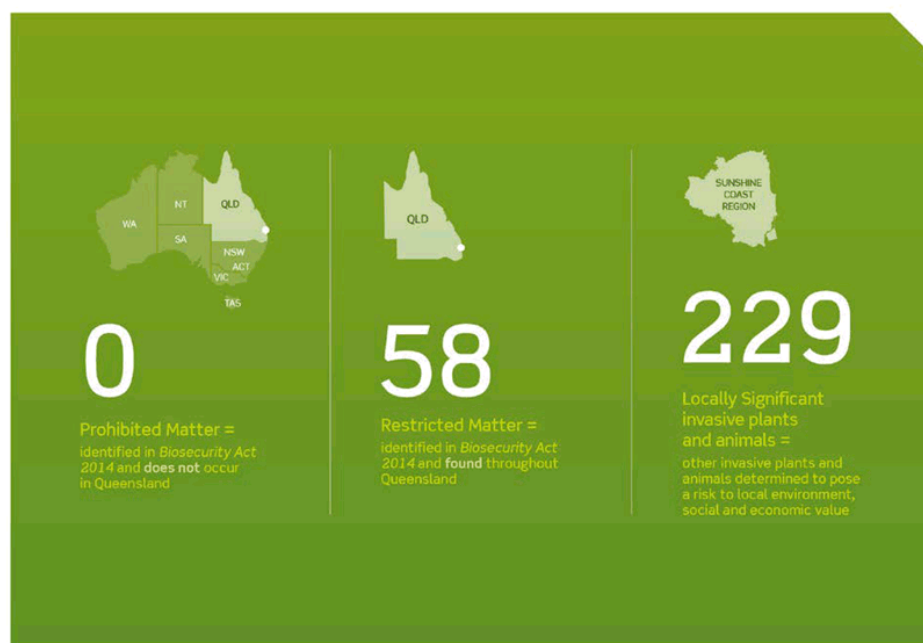 WA
NT
QLD
SA
NSW
ACT
VIC
TAS
0
Prohibited Matter =
identified in Biosecurity Act
2014 and does not occur
in Queensland
QLD
58
Restricted Matter =
identified in Biosecurity Act
2014 and found throughout
Queensland
SUNSHINE
COAST
REGION
229
Locally Significant
invasive plants
and animals =
other invasive plants and
animals determined to pose
a risk to local environment,
social and economic value